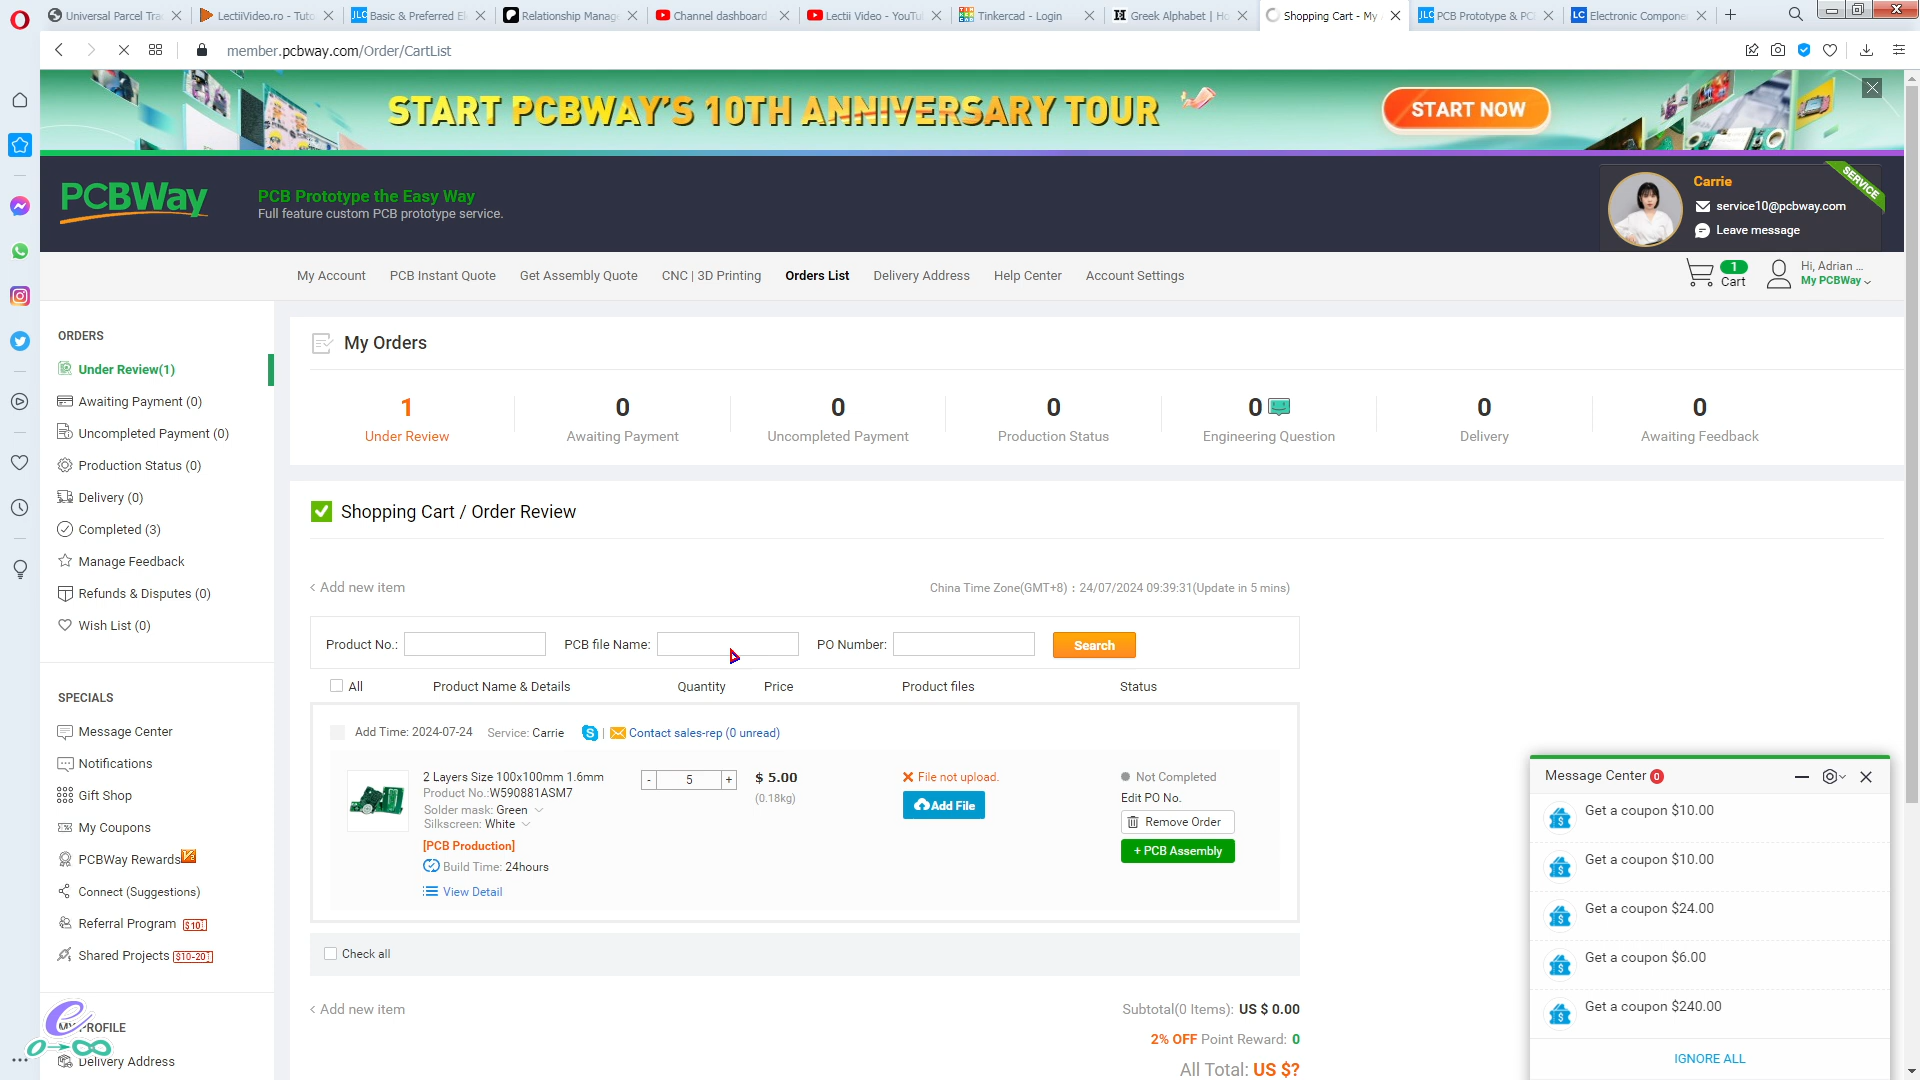 Universal Parcel Tra
LectiiVideo.ro - Tuto
Basic & Preferred El
Relationship Manage
Channel dashboard
Lectii Video - YouTu
Tinkercad - Login
Greek Alphabet | Ho
Shopping Cart - My
PCB Prototype & PC
Electronic Compone
member.pcbway.com/Order/CartList
START PCBWAY'S 10TH ANNIVERSARY TOUR
START NOW
PCBWay
PCB Prototype the Easy Way
Full feature custom PCB prototype service.
Carrie
SERVICE
service10@pcbway.com
Leave message
My Account
PCB Instant Quote
Get Assembly Quote
CNC | 3D Printing
Orders List
Delivery Address
Help Center
Account Settings
1
Cart
Hi, Adrian ...
My PCBWay
ORDERS
Under Review(1)
Awaiting Payment (0)
Uncompleted Payment (0)
Production Status (0)
Delivery (0)
Completed (3)
Manage Feedback
Refunds & Disputes (0)
Wish List (0)
SPECIALS
Message Center
Notifications
Gift Shop
My Coupons
PCBWay Rewards
Connect (Suggestions)
Referral Program $10
Shared Projects $10-20
MY PROFILE
Delivery Address
My Orders
1
Under Review
0
Awaiting Payment
0
Uncompleted Payment
0
Production Status
0
Engineering Question
0
Delivery
0
Awaiting Feedback
Shopping Cart / Order Review
< Add new item
China Time Zone(GMT+8) : 24/07/2024 09:39:31(Update in 5 mins)
Product No.:
PCB file Name:
PO Number:
Search
All
Product Name & Details
Quantity
Price
Product files
Status
Add Time: 2024-07-24
Service: Carrie
Contact sales-rep (0 unread)
2 Layers Size 100x100mm 1.6mm
Product No.:W590881ASM7
Solder mask: Green
Silkscreen: White
[PCB Production]
Build Time: 24hours
View Detail
- 5 +
$ 5.00
(0.18kg)
File not upload.
Add File
Not Completed
Edit PO No.
Remove Order
+ PCB Assembly
Check all
< Add new item
Subtotal(0 Items): US $ 0.00
2% OFF Point Reward: 0
All Total: US $?
Message Center 0
Get a coupon $10.00
Get a coupon $10.00
Get a coupon $24.00
Get a coupon $6.00
Get a coupon $240.00
IGNORE ALL